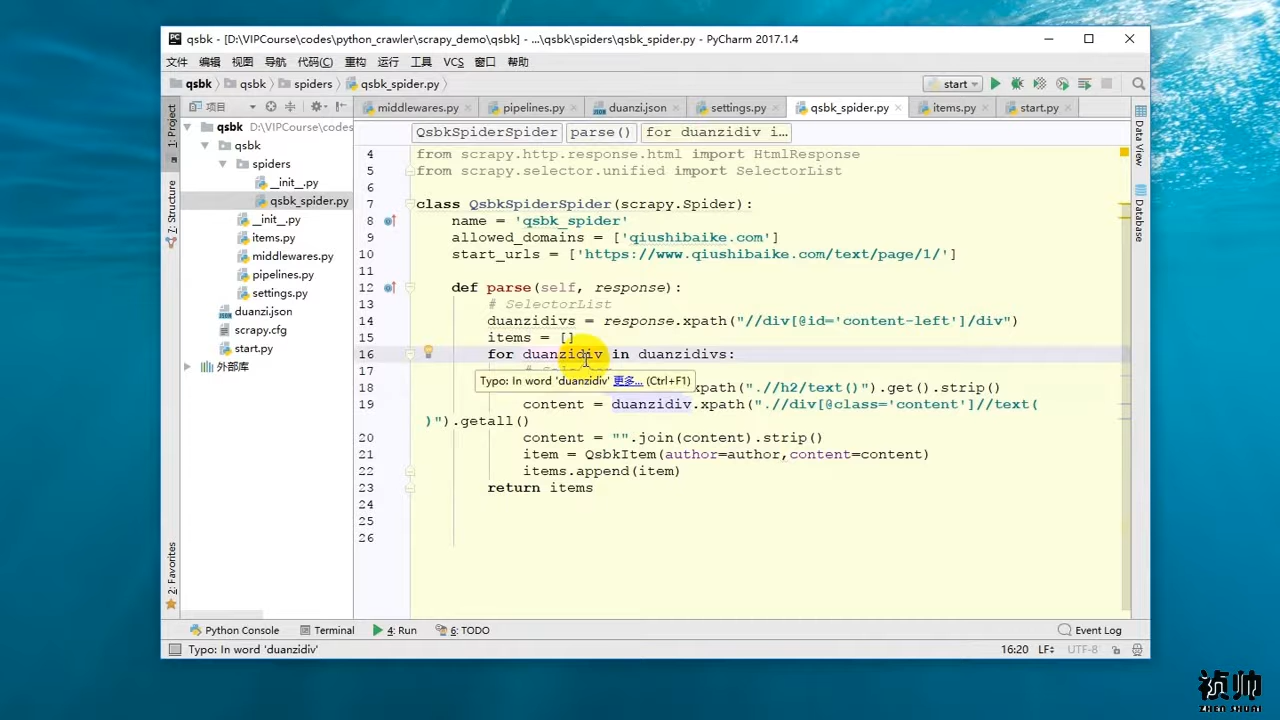 qsbk - [D:\VIPCourse\codes\python_crawler\scrapy_demo\qsbk] - ...\qsbk\spiders\qsbk_spider.py - PyCharm 2017.1.4
文件 编辑 视图 导航 代码(C) 重构 运行 工具 VCS 窗口 帮助
qsbk qsbk spiders qsbk_spider.py start
1: Project
7: Structure
2: Favorites
项目
middlewares.py pipelines.py duanzi.json settings.py qsbk_spider.py items.py start.py
qsbk D:\VIPCourse\codes
qsbk
spiders
__init__.py
qsbk_spider.py
__init__.py
items.py
middlewares.py
pipelines.py
settings.py
duanzi.json
scrapy.cfg
start.py
外部库
QsbkSpiderSpider parse() for duanzidiv i...
4 from scrapy.http.response.html import HtmlResponse
5 from scrapy.selector.unified import SelectorList
6
7 class QsbkSpiderSpider(scrapy.Spider):
8 name = 'qsbk_spider'
9 allowed_domains = ['qiushibaike.com']
10 start_urls = ['https://www.qiushibaike.com/text/page/1/']
11
12 def parse(self, response):
13 # SelectorList
14 duanzidivs = response.xpath("//div[@id='content-left']/div")
15 items = []
16 for duanzidiv in duanzidivs:
17
Typo: In word 'duanzidiv' 更多... (Ctrl+F1)
18 xpath(".//h2/text()").get().strip()
19 content = duanzidiv.xpath(".//div[@class='content']//text(
)").getall()
20 content = "".join(content).strip()
21 item = QsbkItem(author=author,content=content)
22 items.append(item)
23 return items
24
25
26
Data View
Database
Python Console Terminal 4: Run 6: TODO Event Log
Typo: In word 'duanzidiv' 16:20 LF÷ UTF-8
祯帅
ZHEN SHUAI